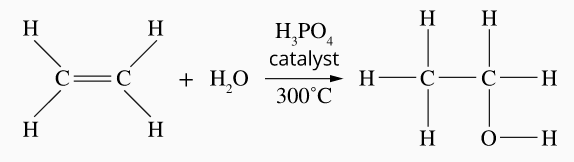 H H H H
H₃PO₄
catalyst
C C + H₂O H C C H
300°C
H H H O H